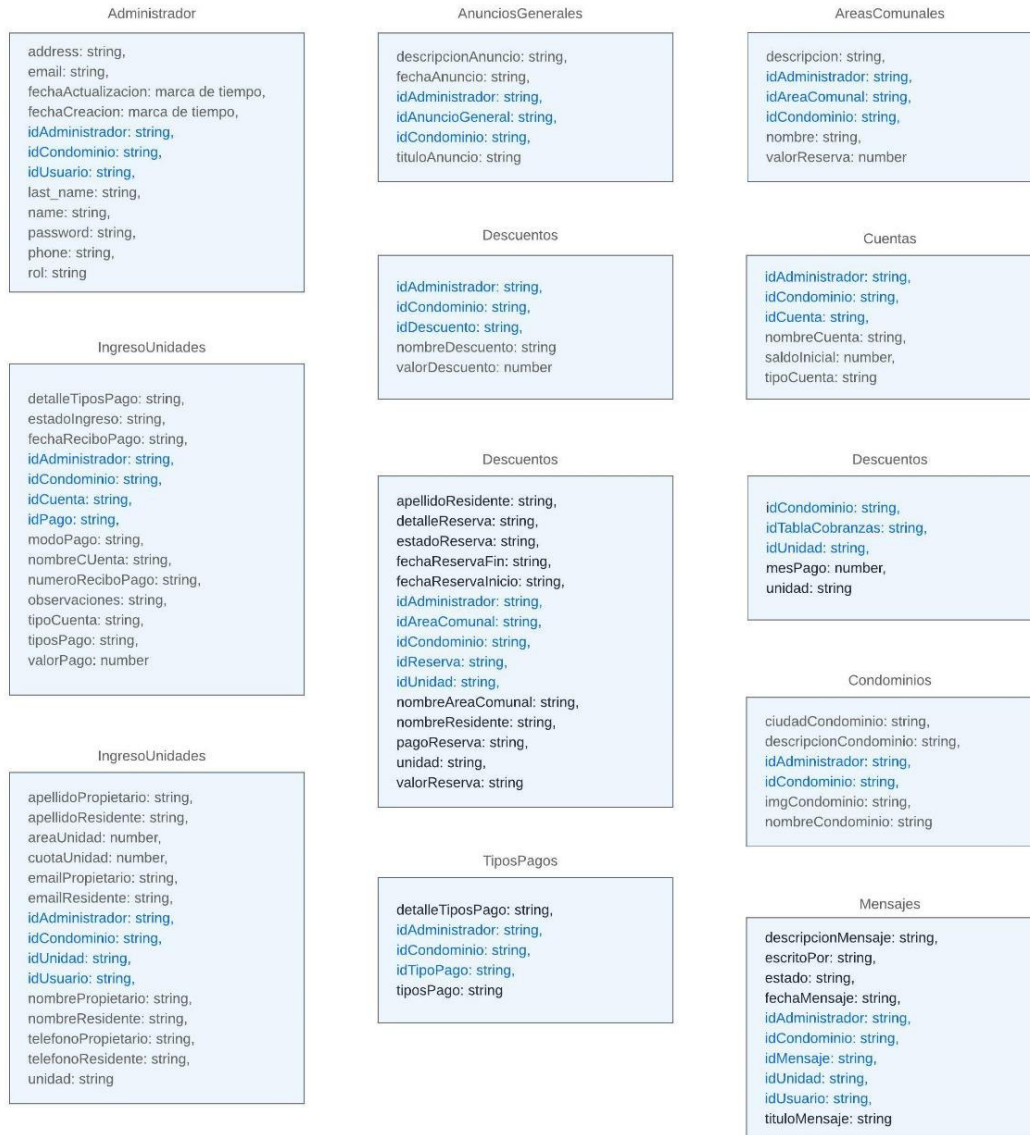 Administrador
address: string,
email: string,
fechaActualizacion: marca de tiempo,
fechaCreacion: marca de tiempo,
idAdministrador: string,
idCondominio: string,
idUsuario: string,
last_name: string,
name: string,
password: string,
phone: string,
rol: string
AnunciosGenerales
descripcionAnuncio: string,
fechaAnuncio: string,
idAdministrador: string,
idAnuncioGeneral: string,
idCondominio: string,
tituloAnuncio: string
AreasComunales
descripcion: string,
idAdministrador: string,
idAreaComunal: string,
idCondominio: string,
nombre: string,
valorReserva: number
Descuentos
idAdministrador: string,
idCondominio: string,
idDescuento: string,
nombreDescuento: string
valorDescuento: number
Cuentas
idAdministrador: string,
idCondominio: string,
idCuenta: string,
nombreCuenta: string,
saldoInicial: number,
tipoCuenta: string
IngresoUnidades
detalleTiposPago: string,
estadoIngreso: string,
fechaReciboPago: string,
idAdministrador: string,
idCondominio: string,
idCuenta: string,
idPago: string,
modoPago: string,
nombreCUenta: string,
numeroReciboPago: string,
observaciones: string,
tipoCuenta: string,
tiposPago: string,
valorPago: number
Descuentos
apellidoResidente: string,
detalleReserva: string,
estadoReserva: string,
fechaReservaFin: string,
fechaReservaInicio: string,
idAdministrador: string,
idAreaComunal: string,
idCondominio: string,
idReserva: string,
idUnidad: string,
nombreAreaComunal: string,
nombreResidente: string,
pagoReserva: string,
unidad: string,
valorReserva: string
Descuentos
idCondominio: string,
idTablaCobranzas: string,
idUnidad: string,
mesPago: number,
unidad: string
Condominios
ciudadCondominio: string,
descripcionCondominio: string,
idAdministrador: string,
idCondominio: string,
imgCondominio: string,
nombreCondominio: string
IngresoUnidades
apellidoPropietario: string,
apellidoResidente: string,
areaUnidad: number,
cuotaUnidad: number,
emailPropietario: string,
emailResidente: string,
idAdministrador: string,
idCondominio: string,
idUnidad: string,
idUsuario: string,
nombrePropietario: string,
nombreResidente: string,
telefonoPropietario: string,
telefonoResidente: string,
unidad: string
TiposPagos
detalleTiposPago: string,
idAdministrador: string,
idCondominio: string,
idTipoPago: string,
tiposPago: string
Mensajes
descripcionMensaje: string,
escritoPor: string,
estado: string,
fechaMensaje: string,
idAdministrador: string,
idCondominio: string,
idMensaje: string,
idUnidad: string,
idUsuario: string,
tituloMensaje: string